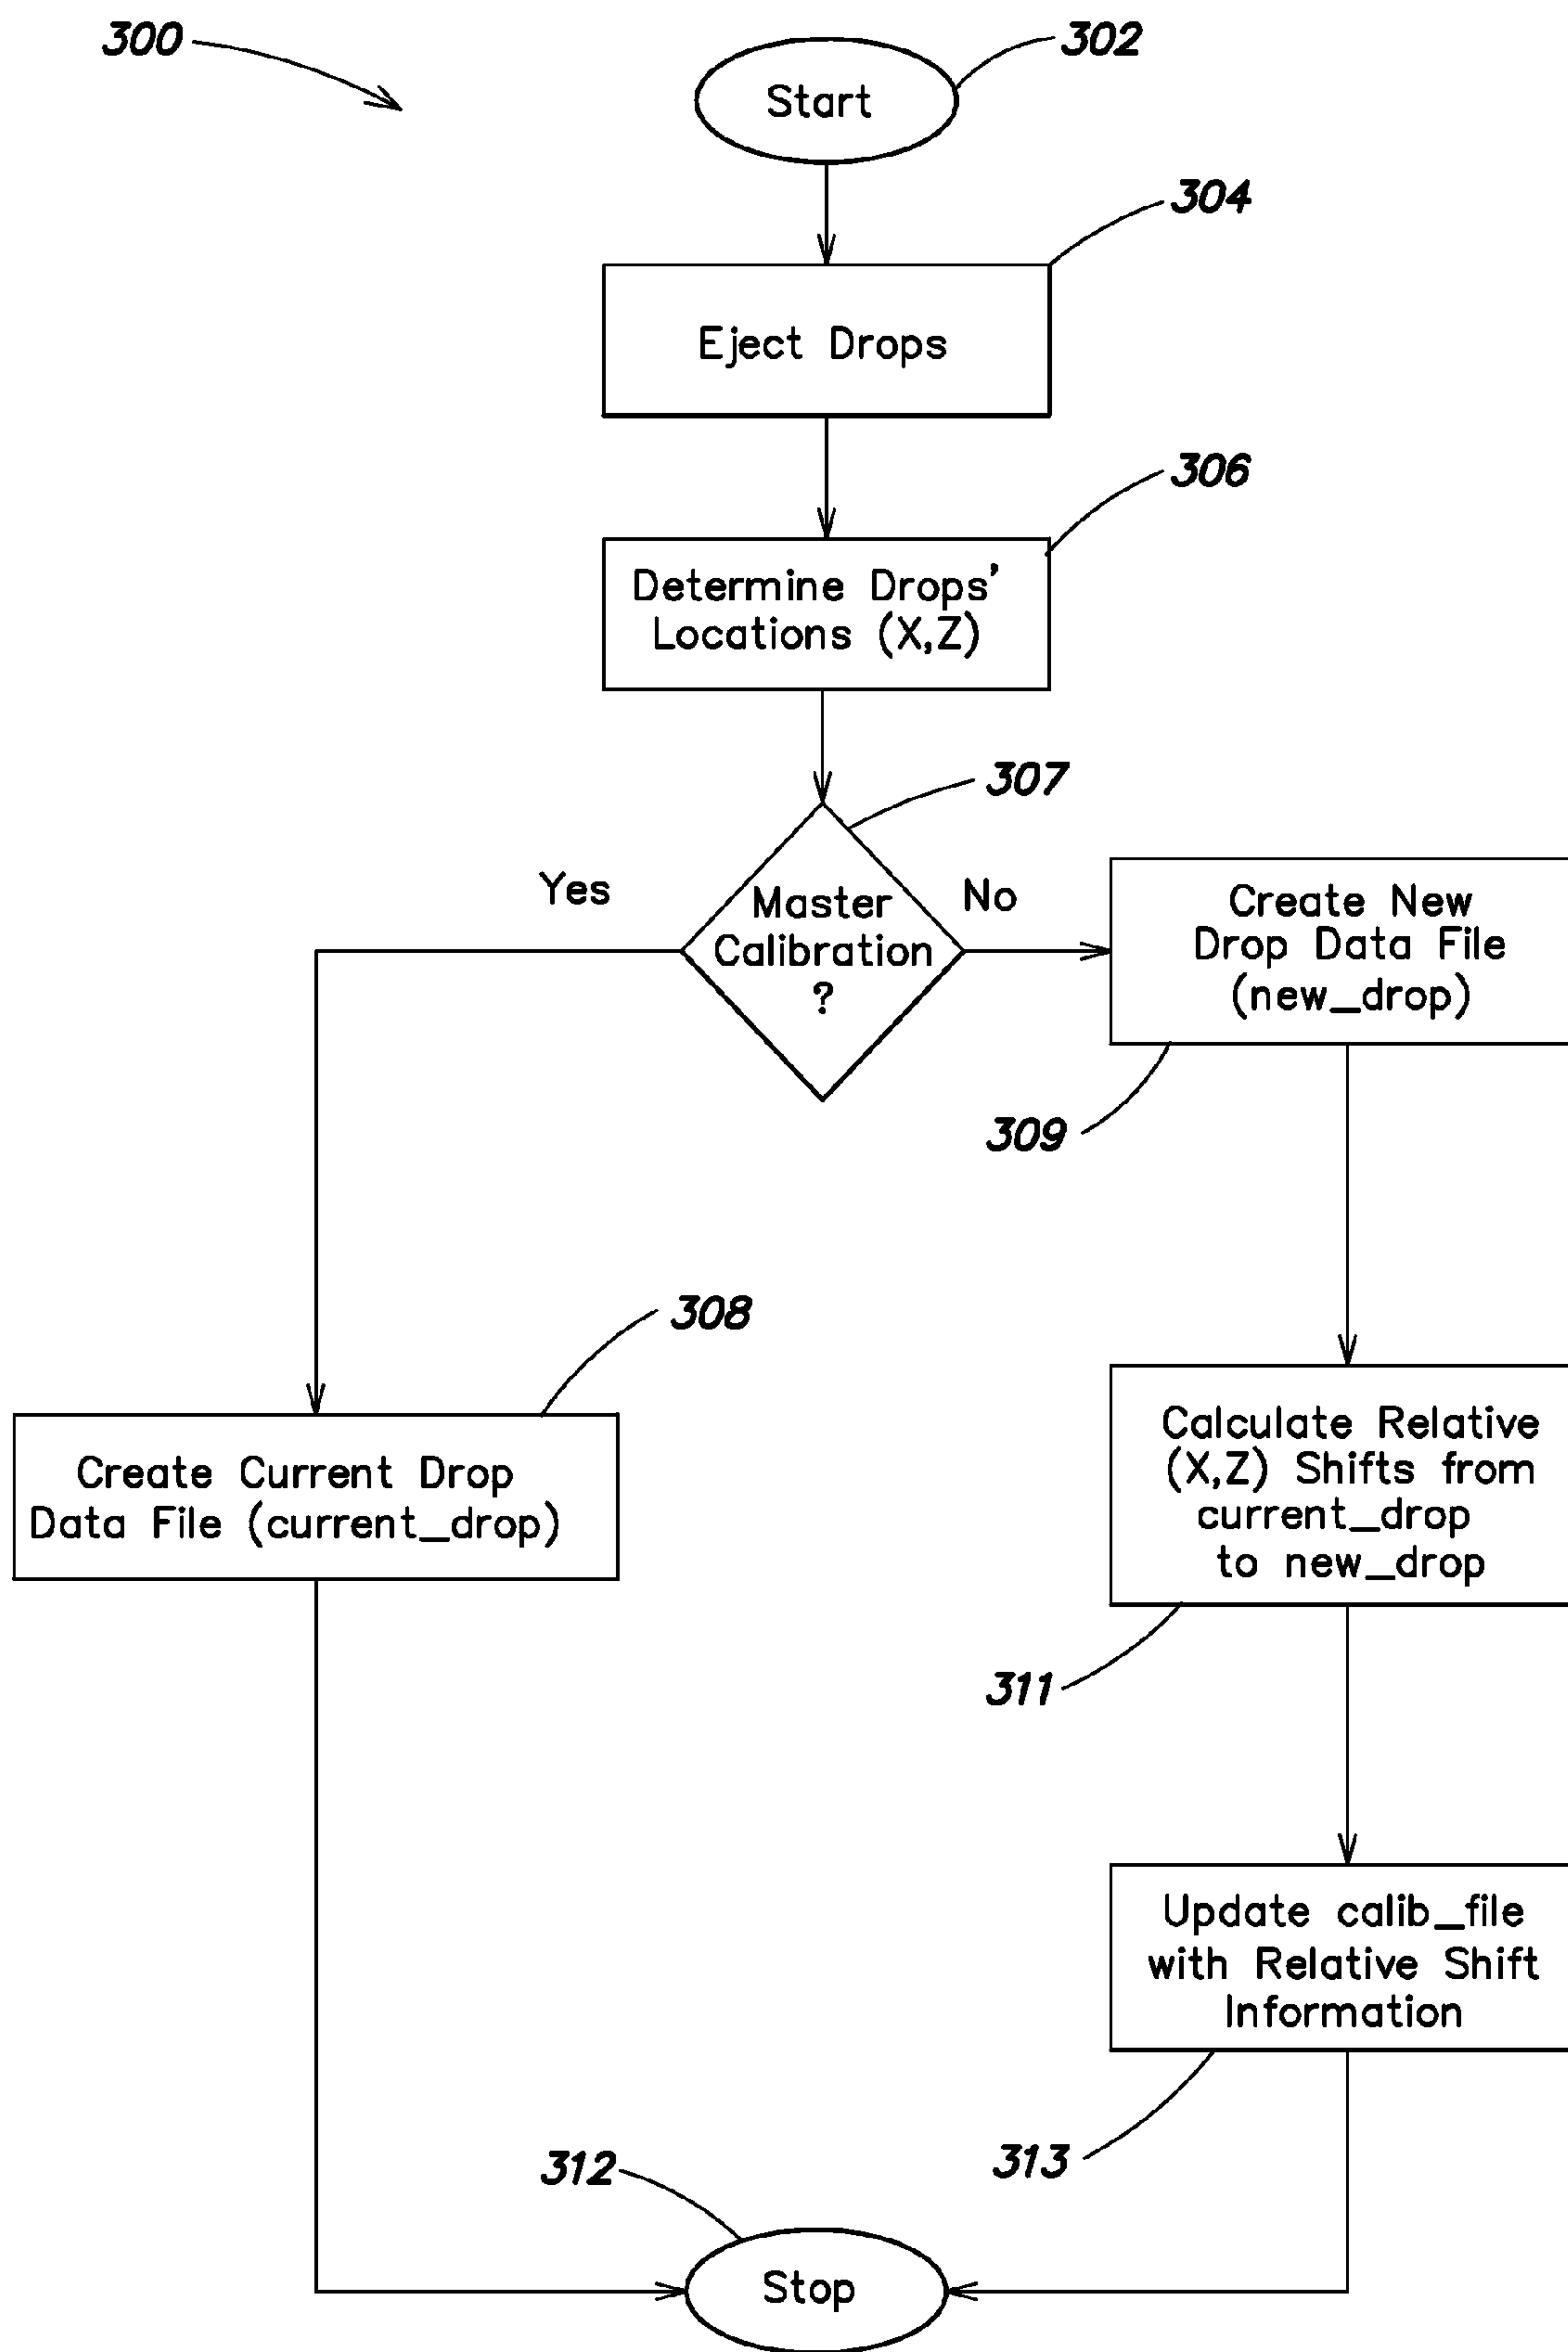 300
302
Start
304
Eject Drops
306
Determine Drops'
Locations (X,Z)
307
Yes
Master
Calibration
?
No
Create New
Drop Data File
(new_drop)
309
308
Create Current Drop
Data File (current_drop)
Calculate Relative
(X,Z) Shifts from
current_drop
to new_drop
311
Update calib_file
with Relative Shift
Information
313
312
Stop